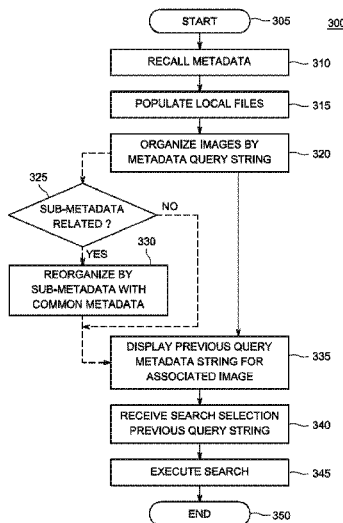 START
305
300
RECALL METADATA
310
POPULATE LOCAL FILES
315
ORGANIZE IMAGES BY
METADATA QUERY STRING
320
325
SUB-METADATA
RELATED ?
NO
YES
330
REORGANIZE BY
SUB-METADATA WITH
COMMON METADATA
DISPLAY PREVIOUS QUERY
METADATA STRING FOR
ASSOCIATED IMAGE
335
RECEIVE SEARCH SELECTION
PREVIOUS QUERY STRING
340
EXECUTE SEARCH
345
END
350